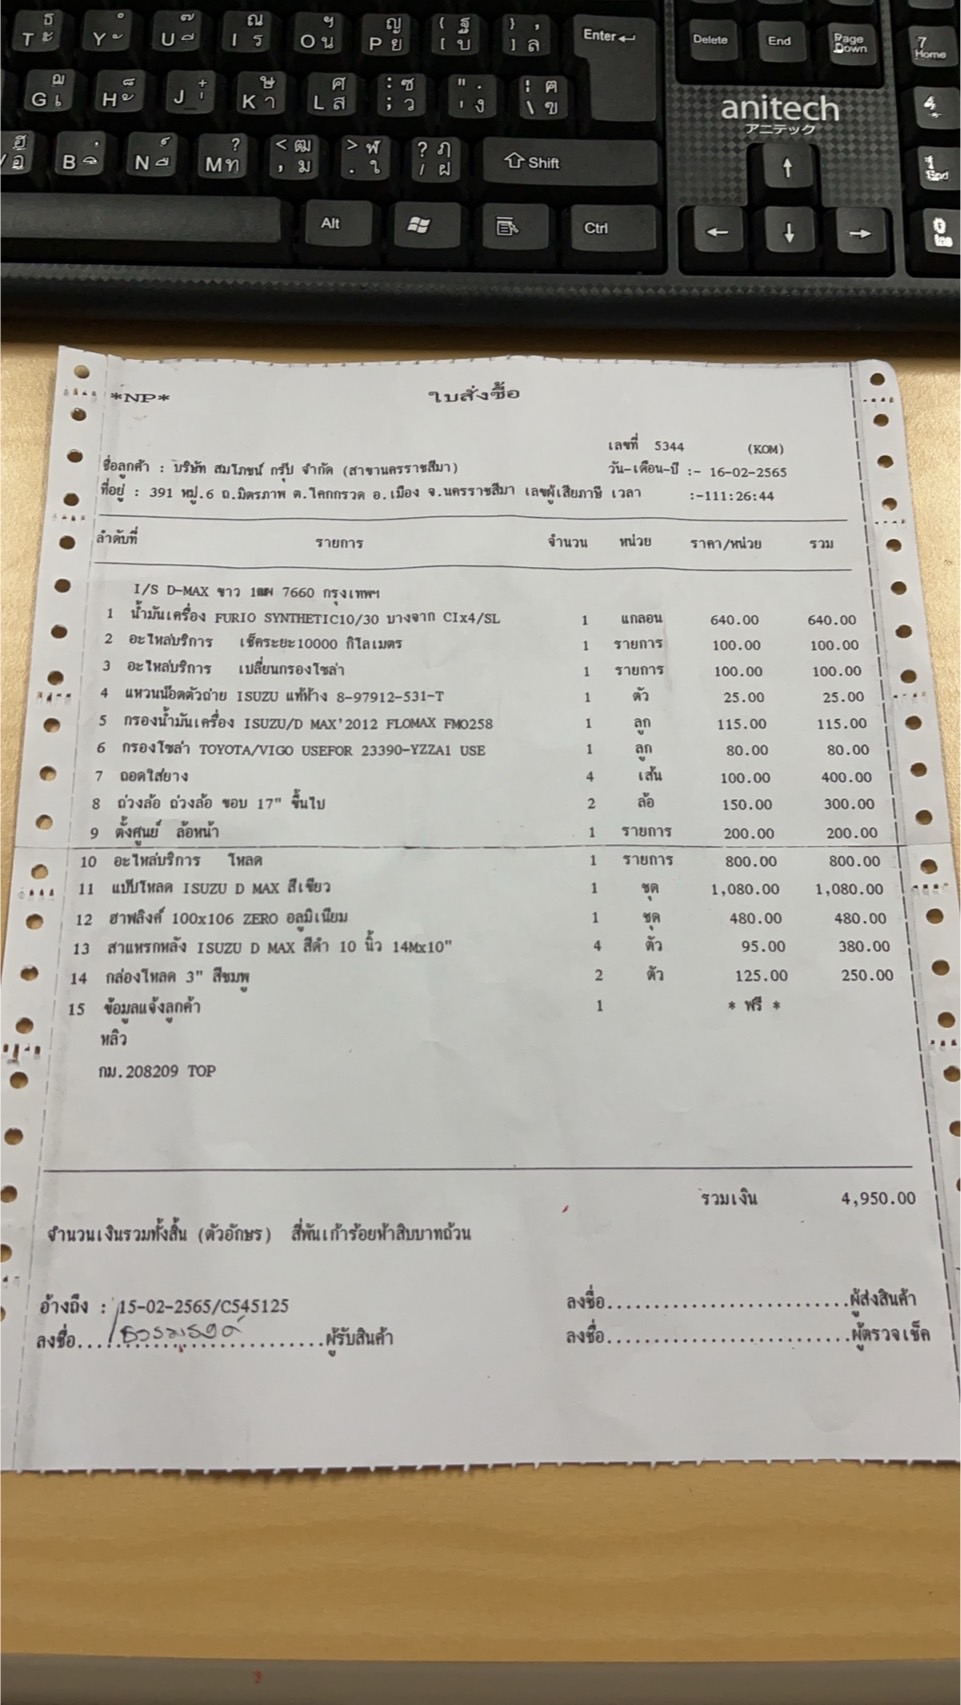 T ธ ะ
Y ํ ั
U ๊ ี
I ณ ร
O ฯ น
P ญ ย
{ ฐ [ บ
} , ] ล
Enter
Delete
End
Page Down
7 Home
G ฌ เ
H ็ ้
J ๋ ่
K ษ า
L ศ ส
: ซ ; ว
" . ' ง
| ฅ \ ข
anitech
アニテック
4
B ฺ ิ
N ์ ื
M ? ท
< ฒ , ม
> ฬ . ใ
? ฦ / ฝ
Shift
1 End
Alt
Ctrl
0 Ins
*NP* ใบสั่งซื้อ
เลขที่ 5344 (KOM)
ชื่อลูกค้า : บริษัท สมโภชน์ กรุ๊ป จำกัด (สาขานครราชสีมา) วัน-เดือน-ปี :- 16-02-2565
ที่อยู่ : 391 หมู่.6 ถ.มิตรภาพ ต.โคกกรวด อ.เมือง จ.นครราชสีมา เลขผู้เสียภาษี เวลา :-111:26:44
ลำดับที่ รายการ จำนวน หน่วย ราคา/หน่วย รวม
I/S D-MAX ขาว 7660 กรุงเทพฯ
1 น้ำมันเครื่อง FURIO SYNTHETIC10/30 บางจาก CIx4/SL 1 แกลอน 640.00 640.00
2 อะไหล่บริการ เช็คระยะ10000 กิโลเมตร 1 รายการ 100.00 100.00
3 อะไหล่บริการ เปลี่ยนกรองโซล่า 1 รายการ 100.00 100.00
4 แหวนน๊อตตัวถ่าย ISUZU แท้ห้าง 8-97912-531-T 1 ตัว 25.00 25.00
5 กรองน้ำมันเครื่อง ISUZU/D MAX'2012 FLOMAX FMO258 1 ลูก 115.00 115.00
6 กรองโซล่า TOYOTA/VIGO USEFOR 23390-YZZA1 USE 1 ลูก 80.00 80.00
7 ถอดใส่ยาง 4 เส้น 100.00 400.00
8 ถ่วงล้อ ถ่วงล้อ ขอบ 17" ขึ้นไป 2 ล้อ 150.00 300.00
9 ตั้งศูนย์ ล้อหน้า 1 รายการ 200.00 200.00
10 อะไหล่บริการ โหลด 1 รายการ 800.00 800.00
11 แป๊ปโหลด ISUZU D MAX สีเขียว 1 ชุด 1,080.00 1,080.00
12 ฮาฟลิงค์ 100x106 ZERO อลูมิเนียม 1 ชุด 480.00 480.00
13 สาแหรกหลัง ISUZU D MAX สีดำ 10 นิ้ว 14Mx10" 4 ตัว 95.00 380.00
14 กล่องโหลด 3" สีชมพู 2 ตัว 125.00 250.00
15 ข้อมูลแจ้งลูกค้า 1 * ฟรี *
หลิว
กม.208209 TOP
รวมเงิน 4,950.00
จำนวนเงินรวมทั้งสิ้น (ตัวอักษร) สี่พันเก้าร้อยห้าสิบบาทถ้วน
อ้างถึง : 15-02-2565/C545125 ลงชื่อ..........................ผู้ส่งสินค้า
ลงชื่อ..........................ผู้รับสินค้า ลงชื่อ..........................ผู้ตรวจเช็ค